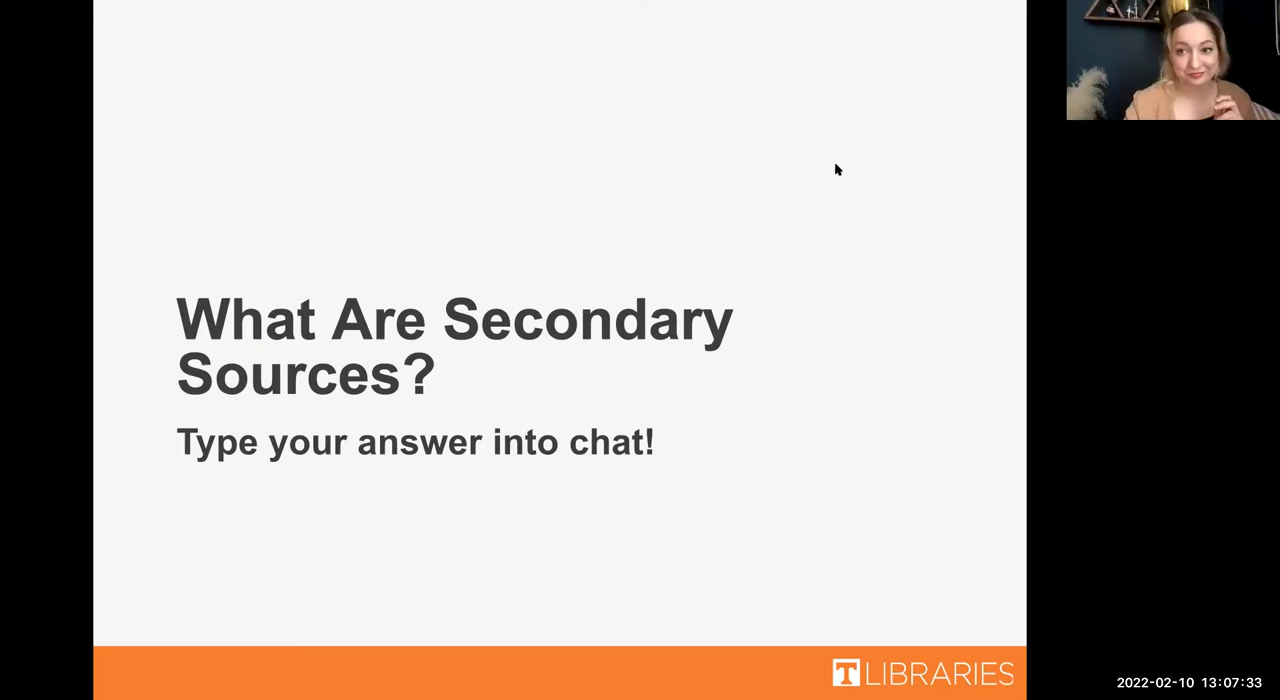 What Are Secondary
Sources?
Type your answer into chat!
T LIBRARIES
2022-02-10 13:07:33